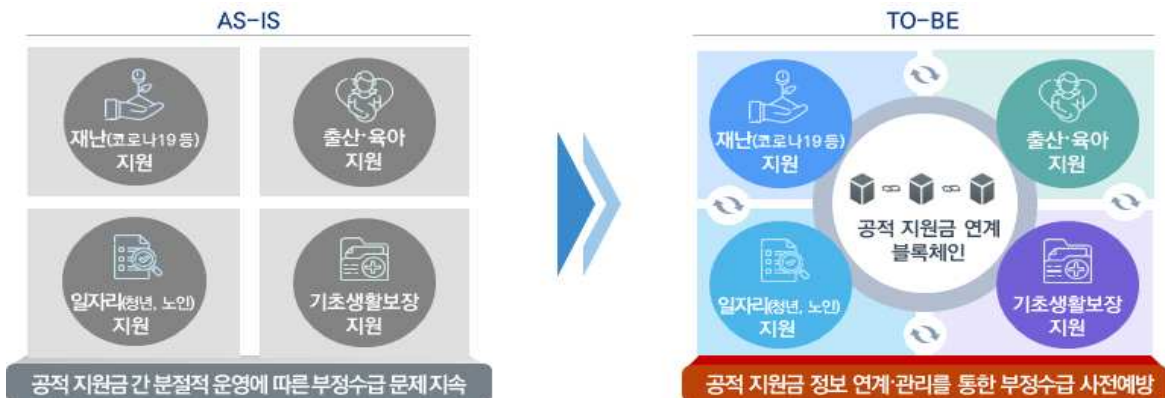 AS-IS
재난(코로나19 등)
지원
출산·육아
지원
일자리(청년, 노인)
지원
기초생활보장
지원
공적 지원금 간 분절적 운영에 따른 부정수급 문제 지속
TO-BE
재난(코로나19 등)
지원
출산·육아
지원
공적 지원금 연계
블록체인
일자리(청년, 노인)
지원
기초생활보장
지원
공적 지원금 정보 연계·관리를 통한 부정수급 사전예방